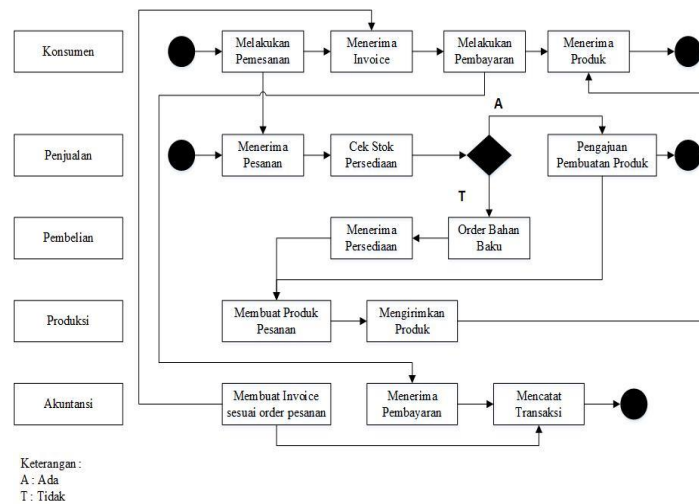 Konsumen
Melakukan
Pemesanan
Menerima
Invoice
Melakukan
Pembayaran
Menerima
Produk
A
Penjualan
Menerima
Pesanan
Cek Stok
Persediaan
Pengajuan
Pembuatan Produk
T
Pembelian
Menerima
Persediaan
Order Bahan
Baku
Produksi
Membuat Produk
Pesanan
Mengirimkan
Produk
Akuntansi
Membuat Invoice
sesuai order pesanan
Menerima
Pembayaran
Mencatat
Transaksi
Keterangan :
A : Ada
T : Tidak